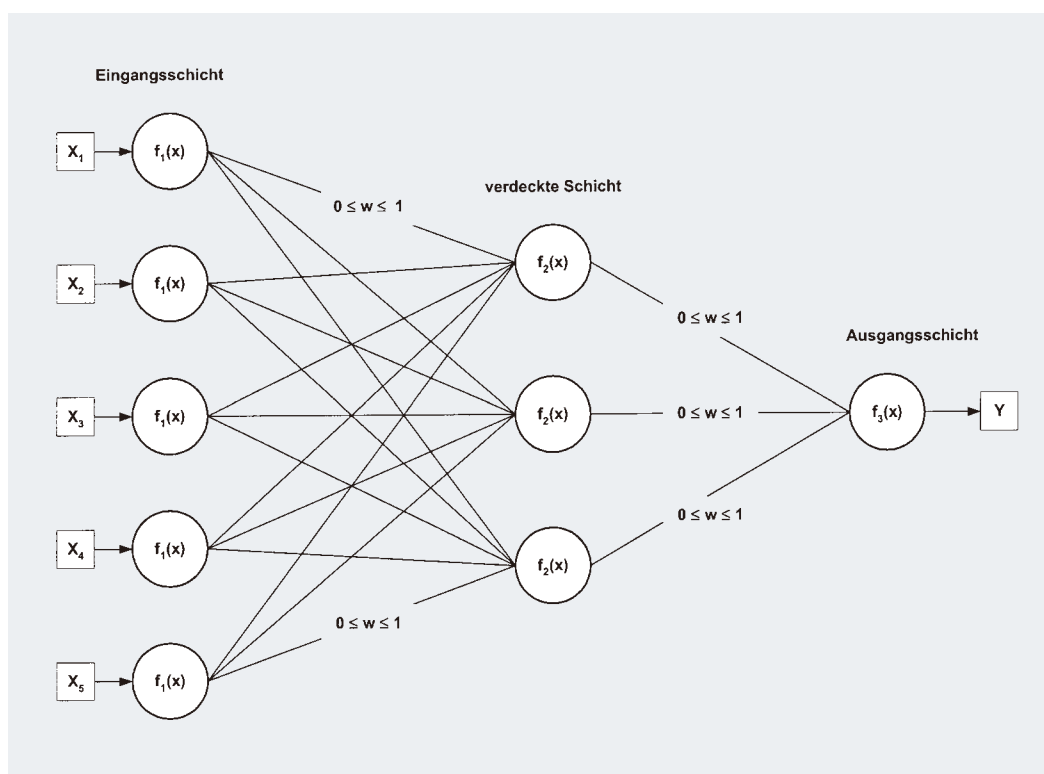 Eingangsschicht
X₁
f₁(x)
0 ≤ w ≤ 1
verdeckte Schicht
X₂
f₁(x)
f₂(x)
0 ≤ w ≤ 1
Ausgangsschicht
X₃
f₁(x)
f₂(x)
0 ≤ w ≤ 1
f₃(x)
Y
0 ≤ w ≤ 1
X₄
f₁(x)
f₂(x)
0 ≤ w ≤ 1
X₅
f₁(x)